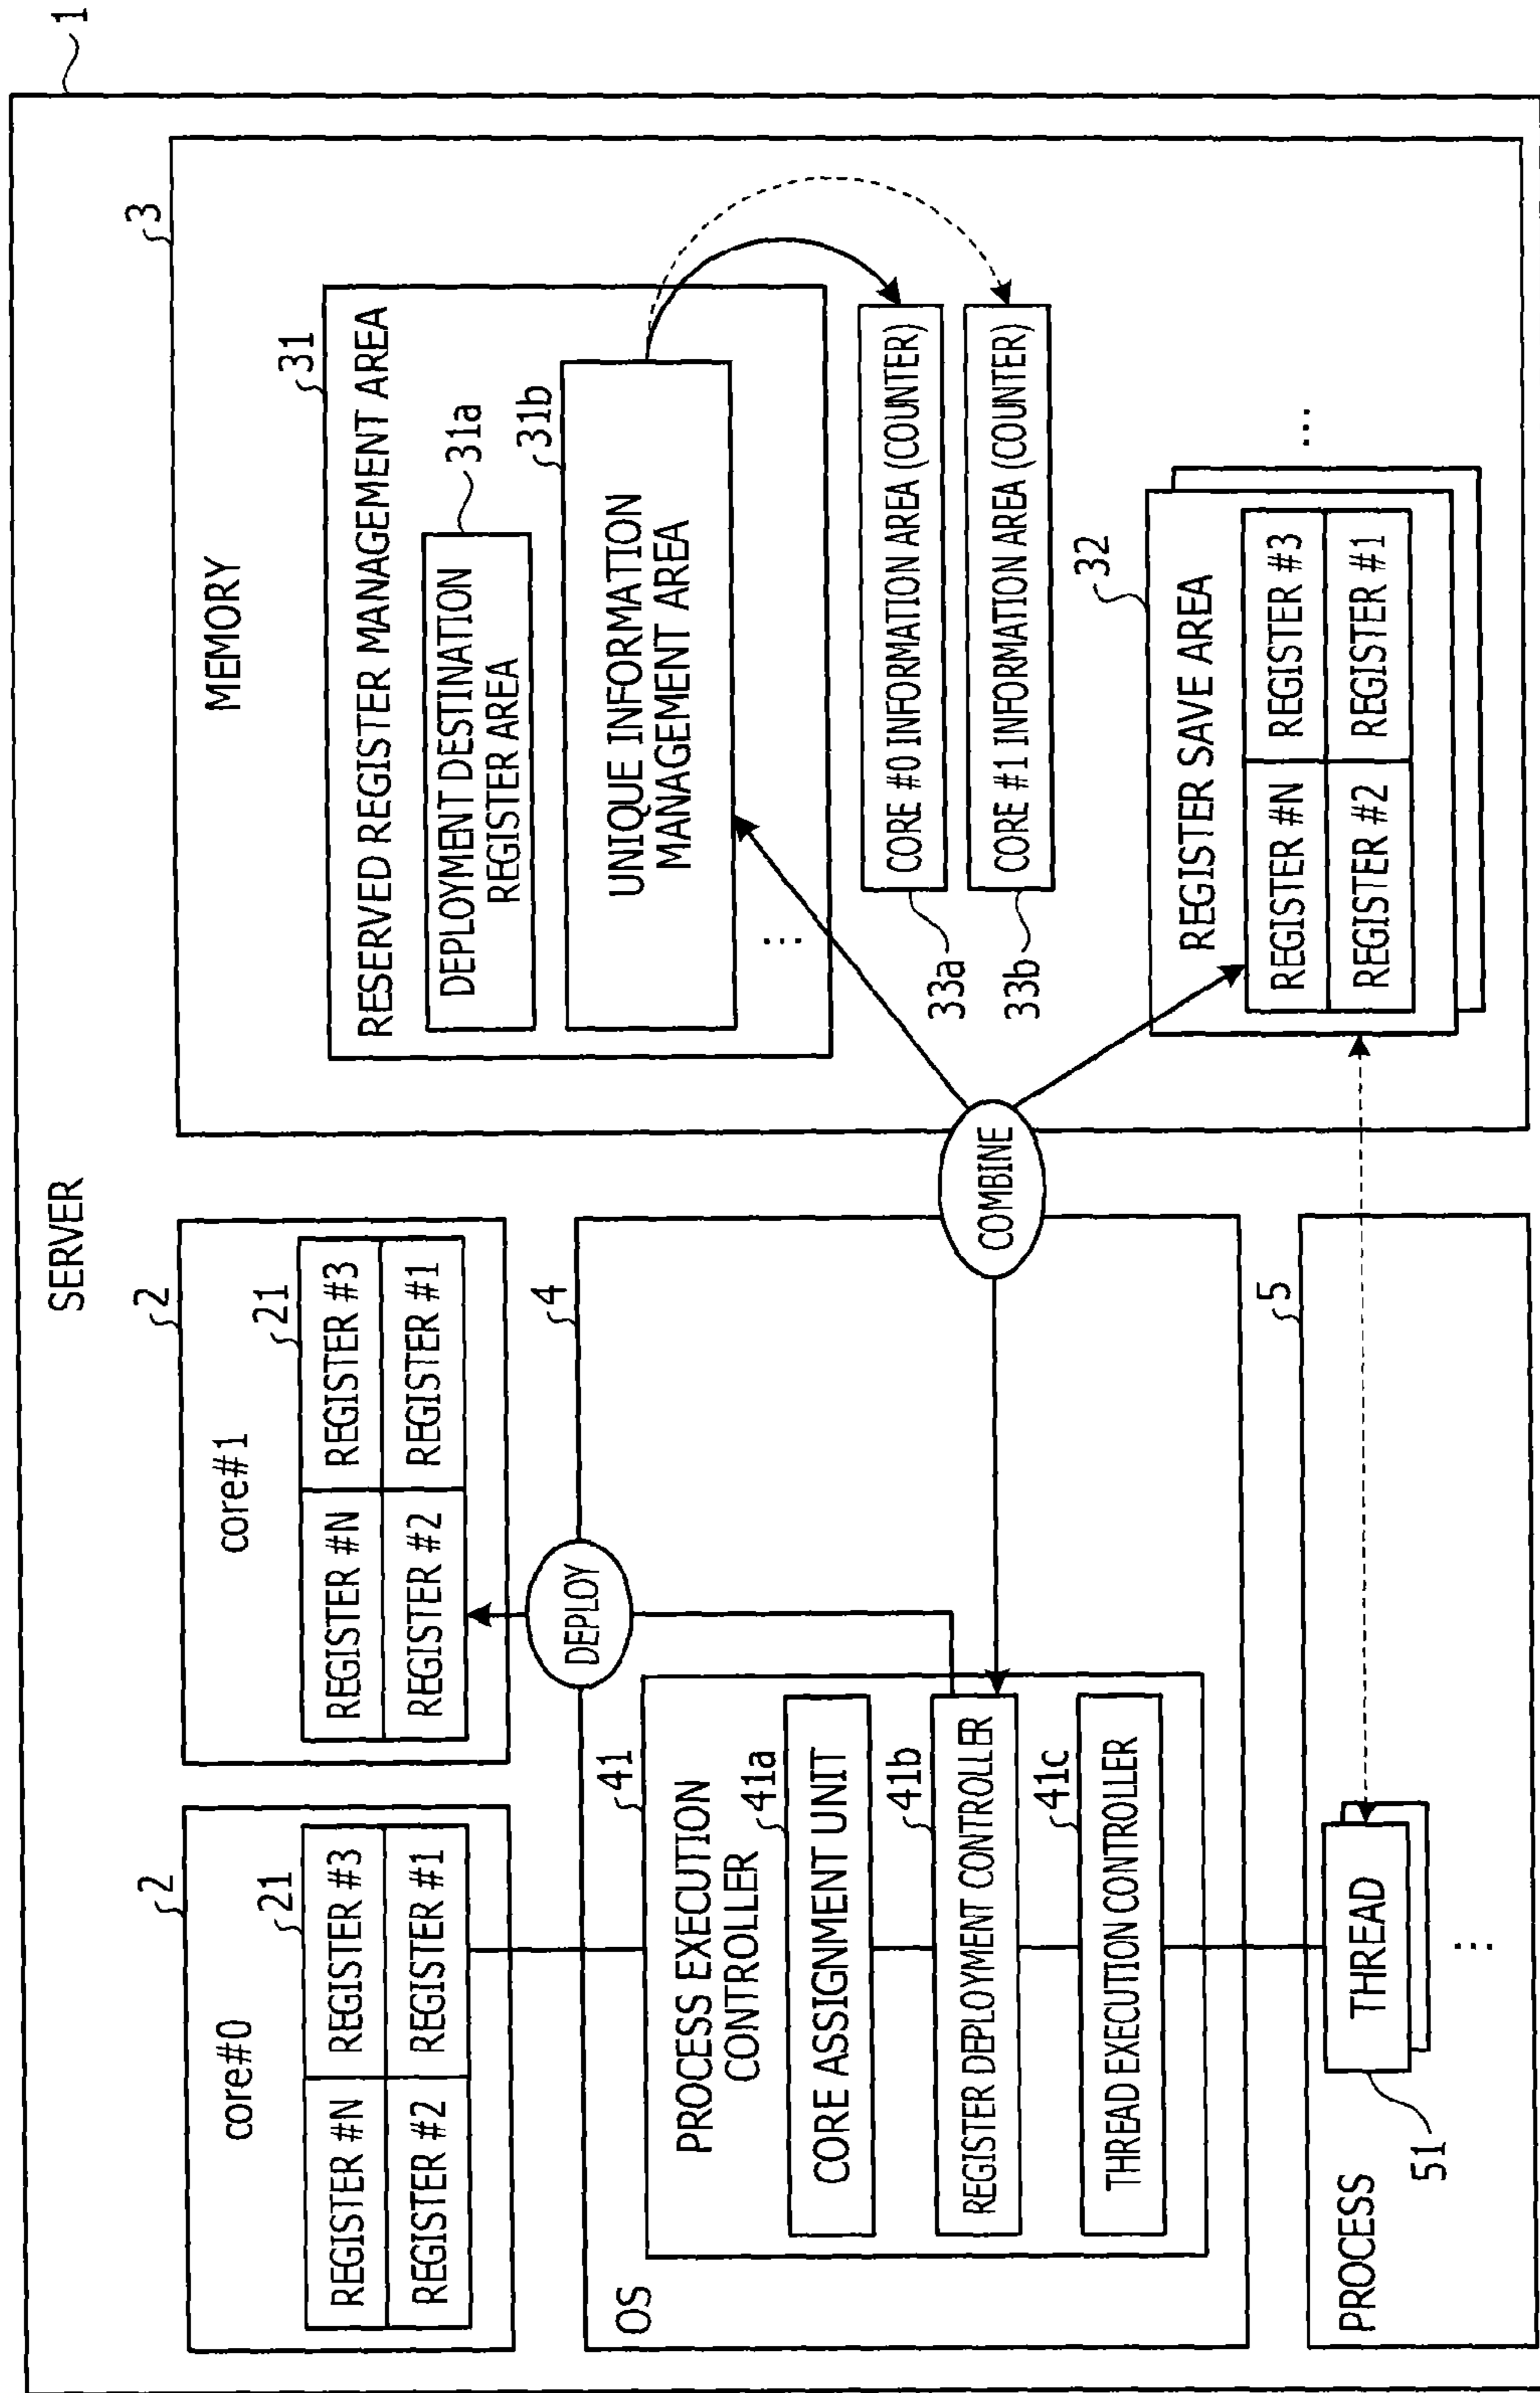 1
SERVER
2
core#0
21
REGISTER #N
REGISTER #3
REGISTER #2
REGISTER #1
2
core#1
21
REGISTER #N
REGISTER #3
REGISTER #2
REGISTER #1
DEPLOY
4
OS
41
PROCESS EXECUTION
CONTROLLER
41a
CORE ASSIGNMENT UNIT
41b
REGISTER DEPLOYMENT CONTROLLER
41c
THREAD EXECUTION CONTROLLER
COMBINE
5
PROCESS
THREAD
51
...
3
MEMORY
31
RESERVED REGISTER MANAGEMENT AREA
31a
DEPLOYMENT DESTINATION
REGISTER AREA
31b
UNIQUE INFORMATION
MANAGEMENT AREA
...
33a
CORE #0 INFORMATION AREA (COUNTER)
33b
CORE #1 INFORMATION AREA (COUNTER)
32
REGISTER SAVE AREA
REGISTER #N
REGISTER #3
REGISTER #2
REGISTER #1
...